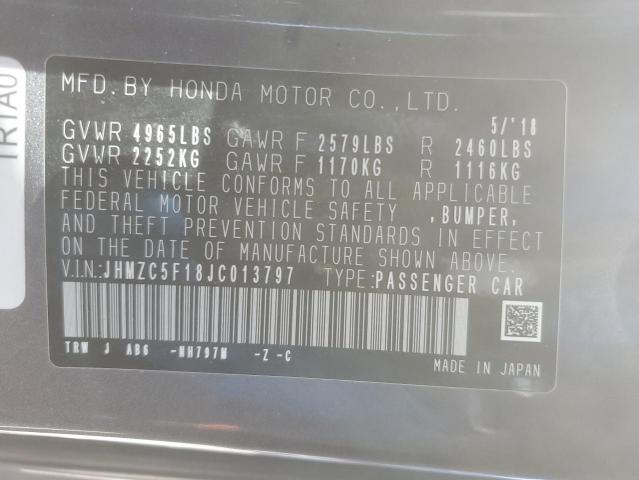 MFD. BY HONDA MOTOR CO.,LTD.
5/'18
GVWR 4965LBS GAWR F 2579LBS R 2460LBS
GVWR 2252KG GAWR F 1170KG R 1116KG
THIS VEHICLE CONFORMS TO ALL APPLICABLE
FEDERAL MOTOR VEHICLE SAFETY ,BUMPER,
AND THEFT PREVENTION STANDARDS IN EFFECT
ON THE DATE OF MANUFACTURE SHOWN ABOVE.
V.I.N.:JHMZC5F18JC013797 TYPE:PASSENGER CAR
TRM J AB6 -NH797M -Z -C
MADE IN JAPAN